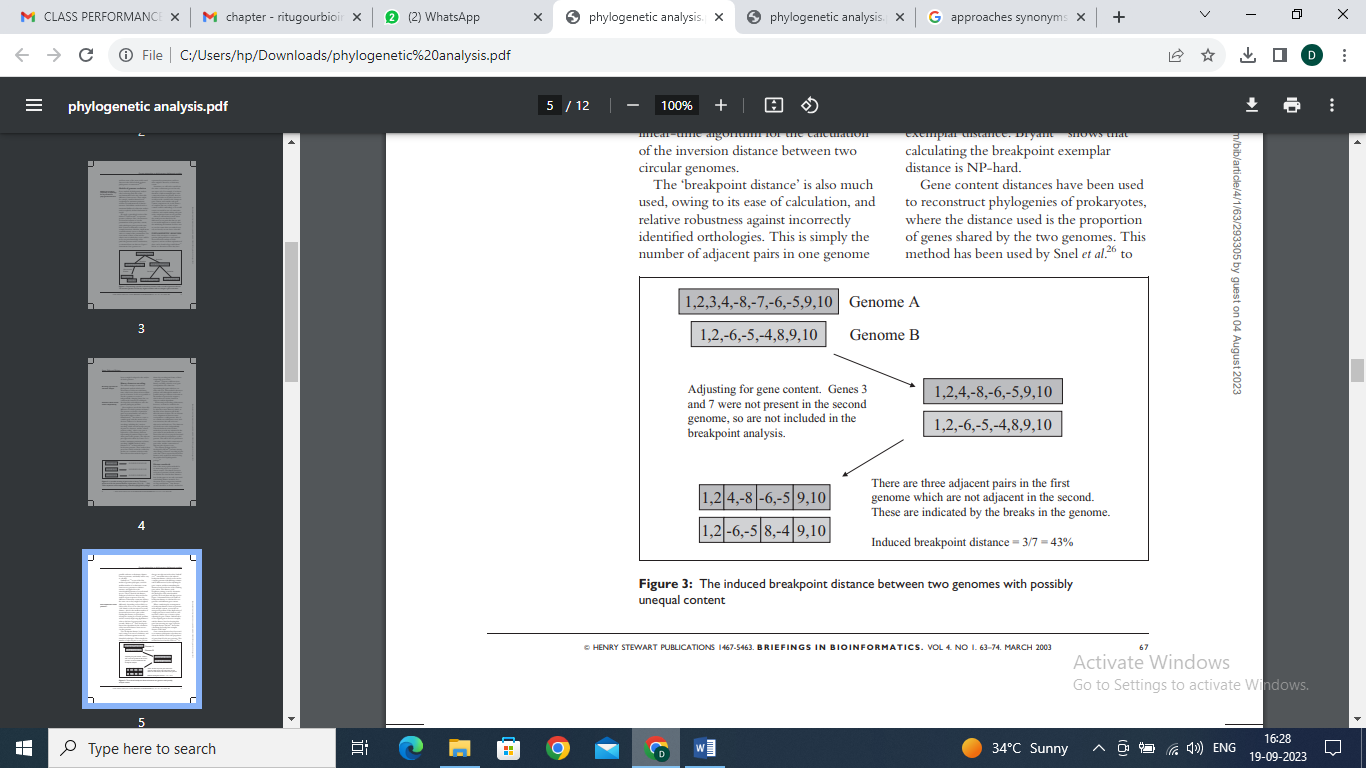 CLASS PERFORMANCE
chapter - ritugourbioin
(2) WhatsApp
phylogenetic analysis.
phylogenetic analysis.
approaches synonyms
File
C:/Users/hp/Downloads/phylogenetic%20analysis.pdf
D
phylogenetic analysis.pdf
5 / 12
100%
2
3
4
5
linear-time algorithm for the calculation
of the inversion distance between two
circular genomes.
The 'breakpoint distance' is also much
used, owing to its ease of calculation, and
relative robustness against incorrectly
identified orthologies. This is simply the
number of adjacent pairs in one genome
exemplar distance. Bryant shows that
calculating the breakpoint exemplar
distance is NP-hard.
Gene content distances have been used
to reconstruct phylogenies of prokaryotes,
where the distance used is the proportion
of genes shared by the two genomes. This
method has been used by Snel et al.26 to
m/bib/article/4/1/63/293305 by guest on 04 August 2023
1,2,3,4,-8,-7,-6,-5,9,10 Genome A
1,2,-6,-5,-4,8,9,10 Genome B
Adjusting for gene content. Genes 3
and 7 were not present in the second
genome, so are not included in the
breakpoint analysis.
1,2,4,-8,-6,-5,9,10
1,2,-6,-5,-4,8,9,10
1,2 4,-8 -6,-5 9,10
1,2 -6,-5 8,-4 9,10
There are three adjacent pairs in the first
genome which are not adjacent in the second.
These are indicated by the breaks in the genome.
Induced breakpoint distance = 3/7 = 43%
Figure 3: The induced breakpoint distance between two genomes with possibly
unequal content
© HENRY STEWART PUBLICATIONS 1467-5463. BRIEFINGS IN BIOINFORMATICS. VOL 4. NO 1. 63–74. MARCH 2003
67
Activate Windows
Go to Settings to activate Windows.
Type here to search
D
W
34°C Sunny
ENG
16:28
19-09-2023